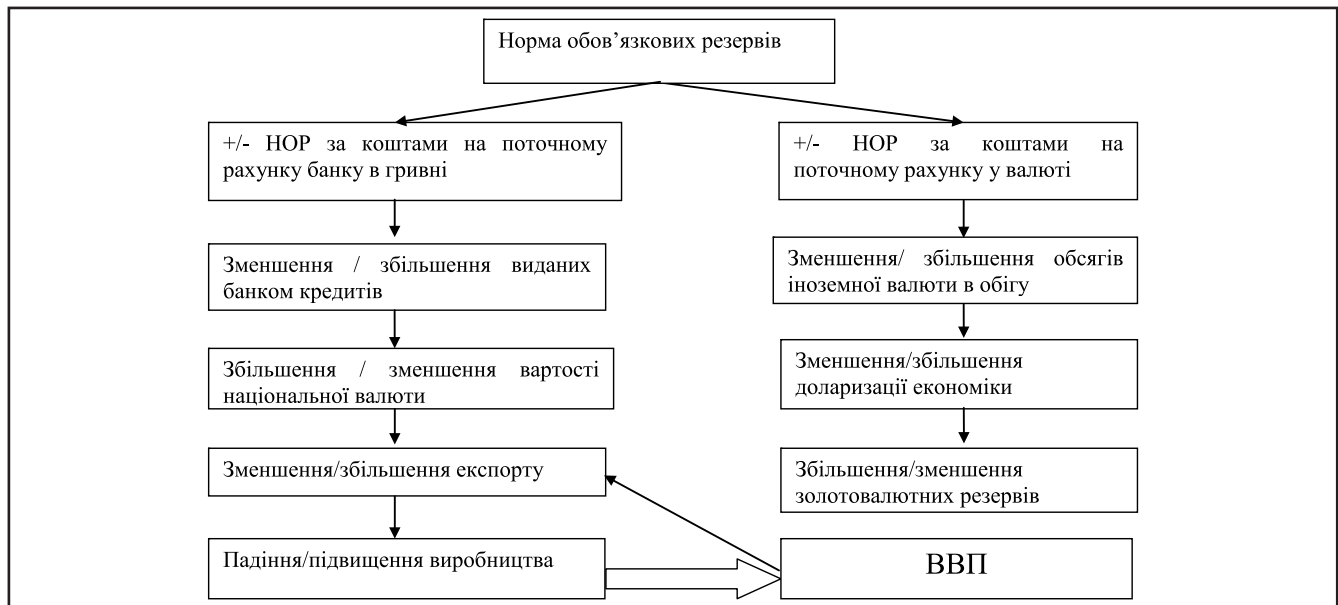 Норма обов’язкових резервів
+/- НОР за коштами на поточному
рахунку банку в гривні
+/- НОР за коштами на
поточному рахунку у валюті
Зменшення / збільшення виданих
банком кредитів
Зменшення/ збільшення обсягів
іноземної валюти в обігу
Збільшення / зменшення вартості
національної валюти
Зменшення/збільшення
доларизації економіки
Зменшення/збільшення експорту
Збільшення/зменшення
золотовалютних резервів
Падіння/підвищення виробництва
ВВП